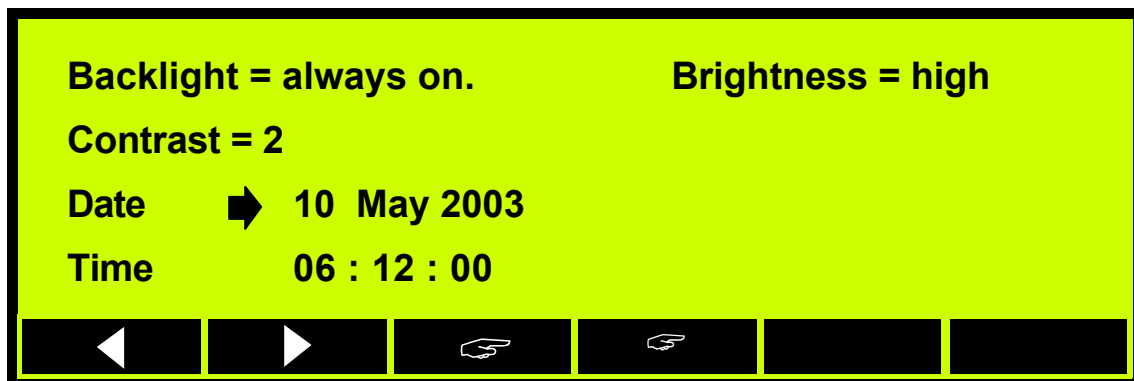 Backlight = always on. Brightness = high
Contrast = 2
Date 10 May 2003
Time 06 : 12 : 00